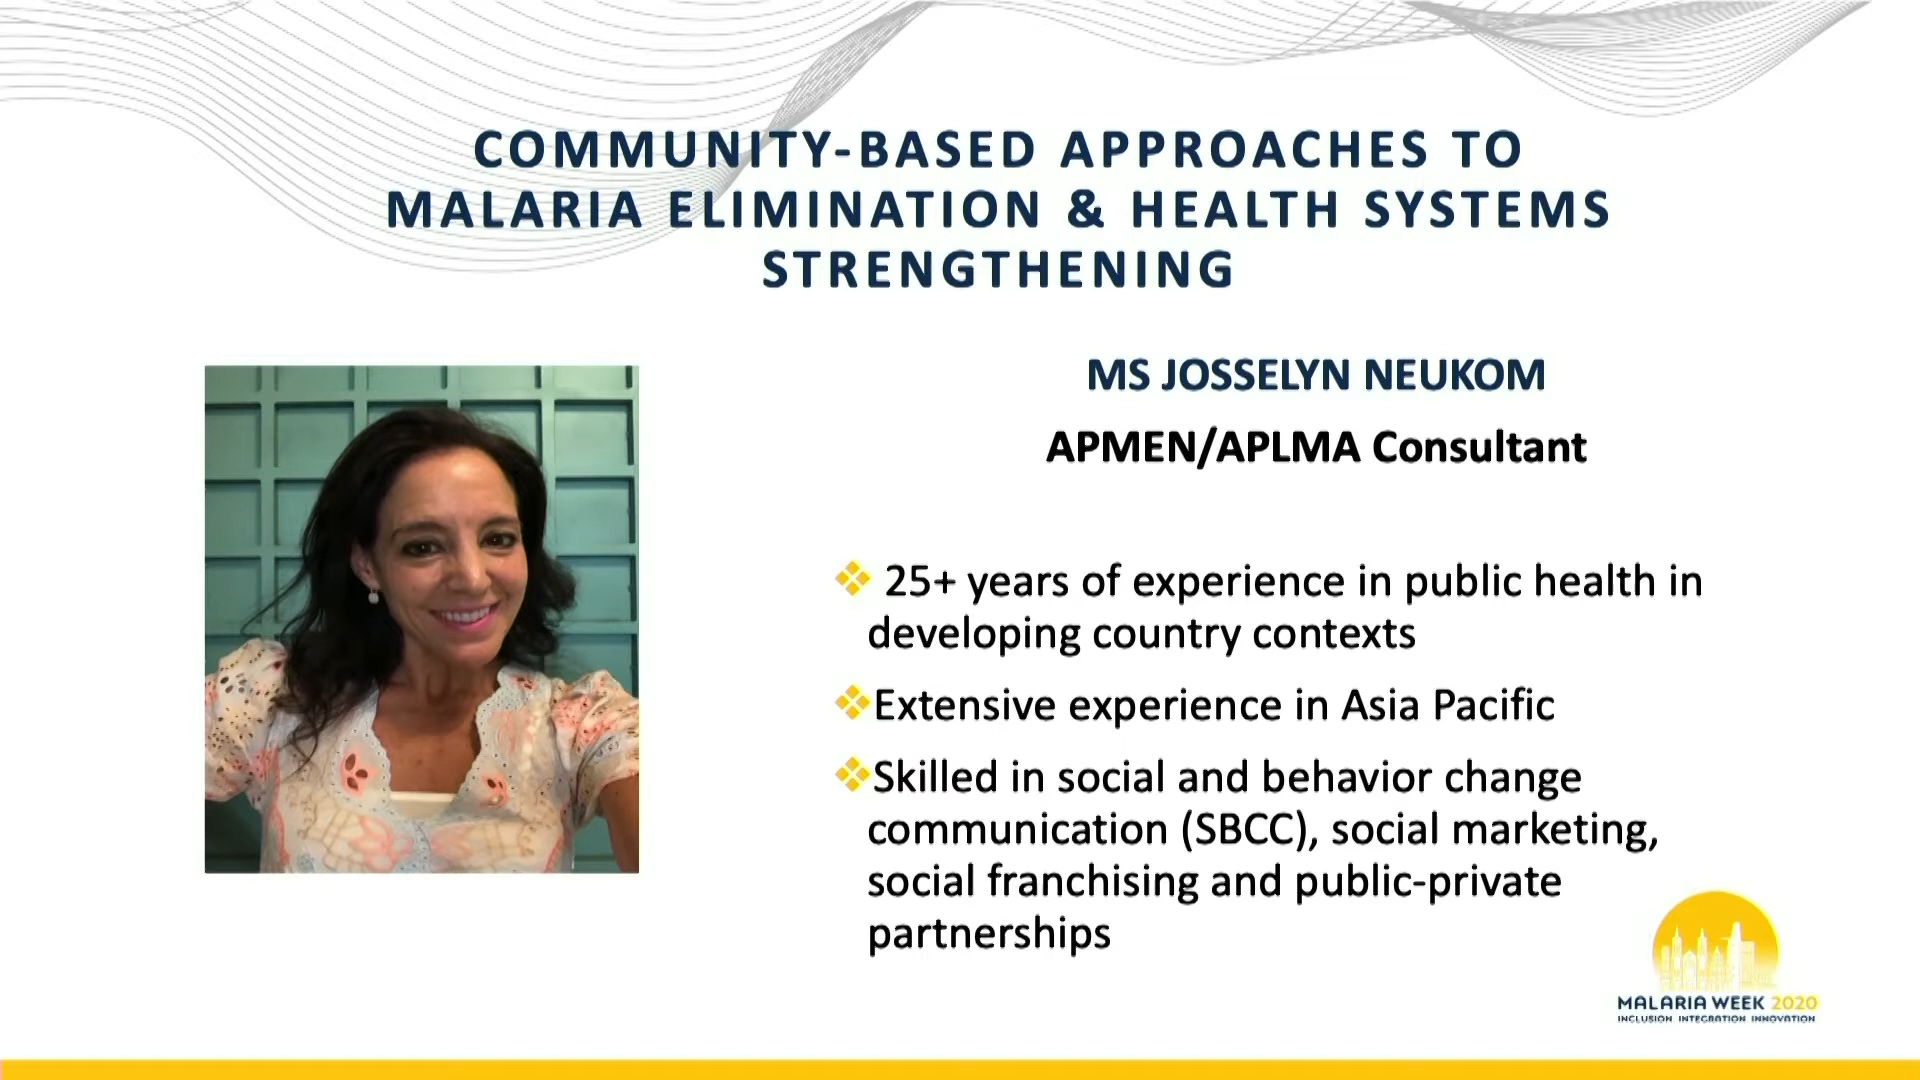 COMMUNITY-BASED APPROACHES TO
MALARIA ELIMINATION & HEALTH SYSTEMS
STRENGTHENING
MS JOSSELYN NEUKOM
APMEN/APLMA Consultant
25+ years of experience in public health in
developing country contexts
Extensive experience in Asia Pacific
Skilled in social and behavior change
communication (SBCC), social marketing,
social franchising and public-private
partnerships
MALARIA WEEK 2020
INCLUSION INTEGRATION INNOVATION